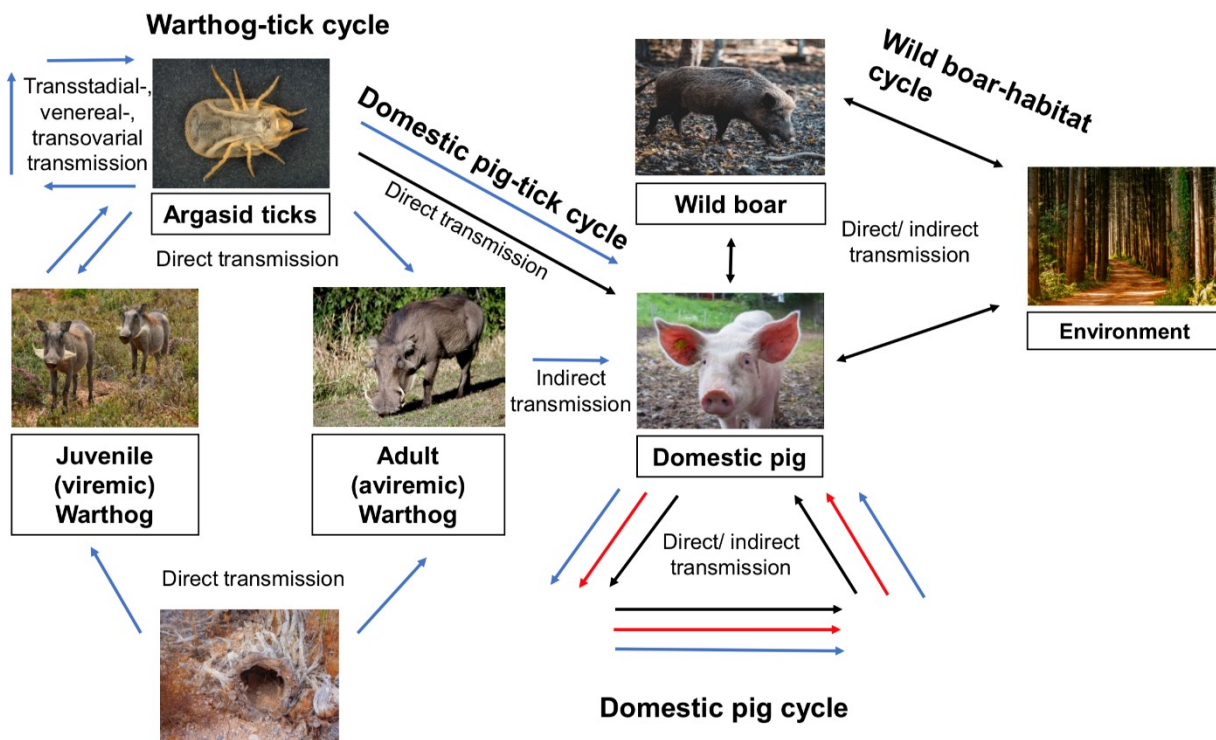 Warthog-tick cycle
Transstadial-,
venereal-,
transovarial
transmission
Argasid ticks
Direct transmission
Domestic pig-tick cycle
Direct transmission
Wild boar
Wild boar-habitat
cycle
Direct/ indirect
transmission
Environment
Juvenile
(viremic)
Warthog
Adult
(aviremic)
Warthog
Indirect
transmission
Domestic pig
Direct transmission
Direct/ indirect
transmission
Domestic pig cycle